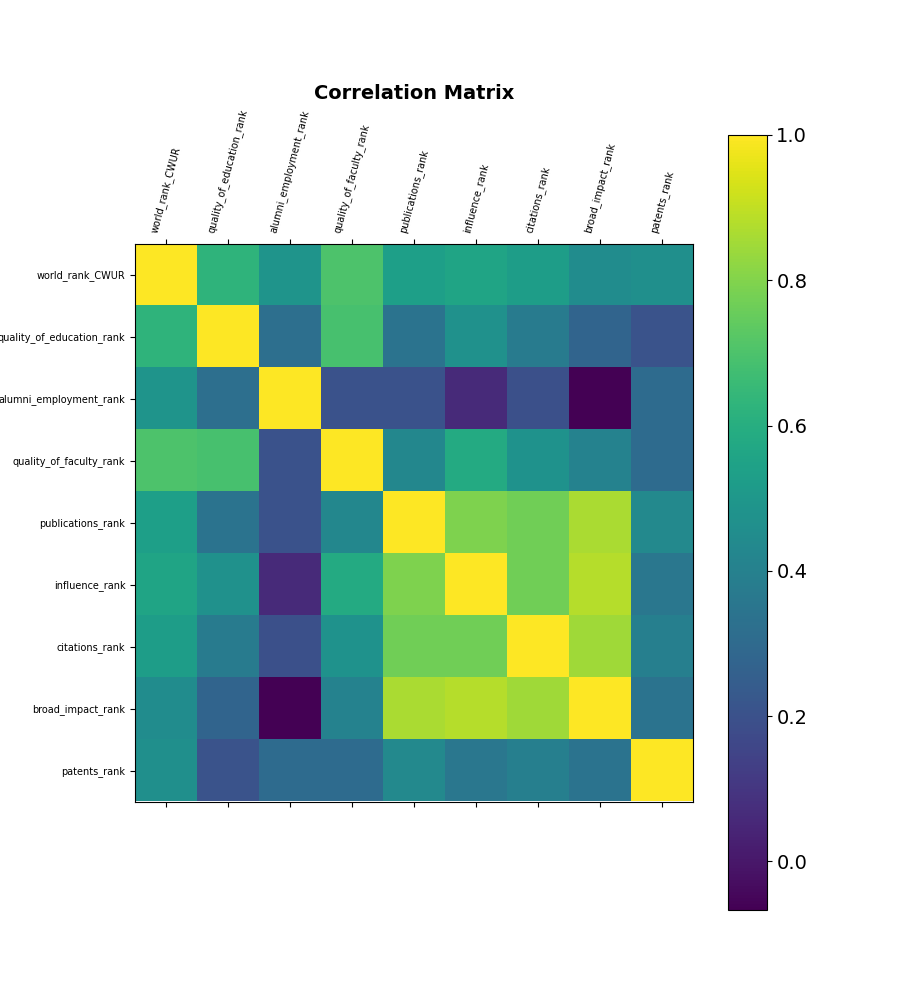 Correlation Matrix
world_rank_CWUR
quality_of_education_rank
alumni_employment_rank
quality_of_faculty_rank
publications_rank
influence_rank
citations_rank
broad_impact_rank
patents_rank
world_rank_CWUR
quality_of_education_rank
alumni_employment_rank
quality_of_faculty_rank
publications_rank
influence_rank
citations_rank
broad_impact_rank
patents_rank
1.0
0.8
0.6
0.4
0.2
0.0